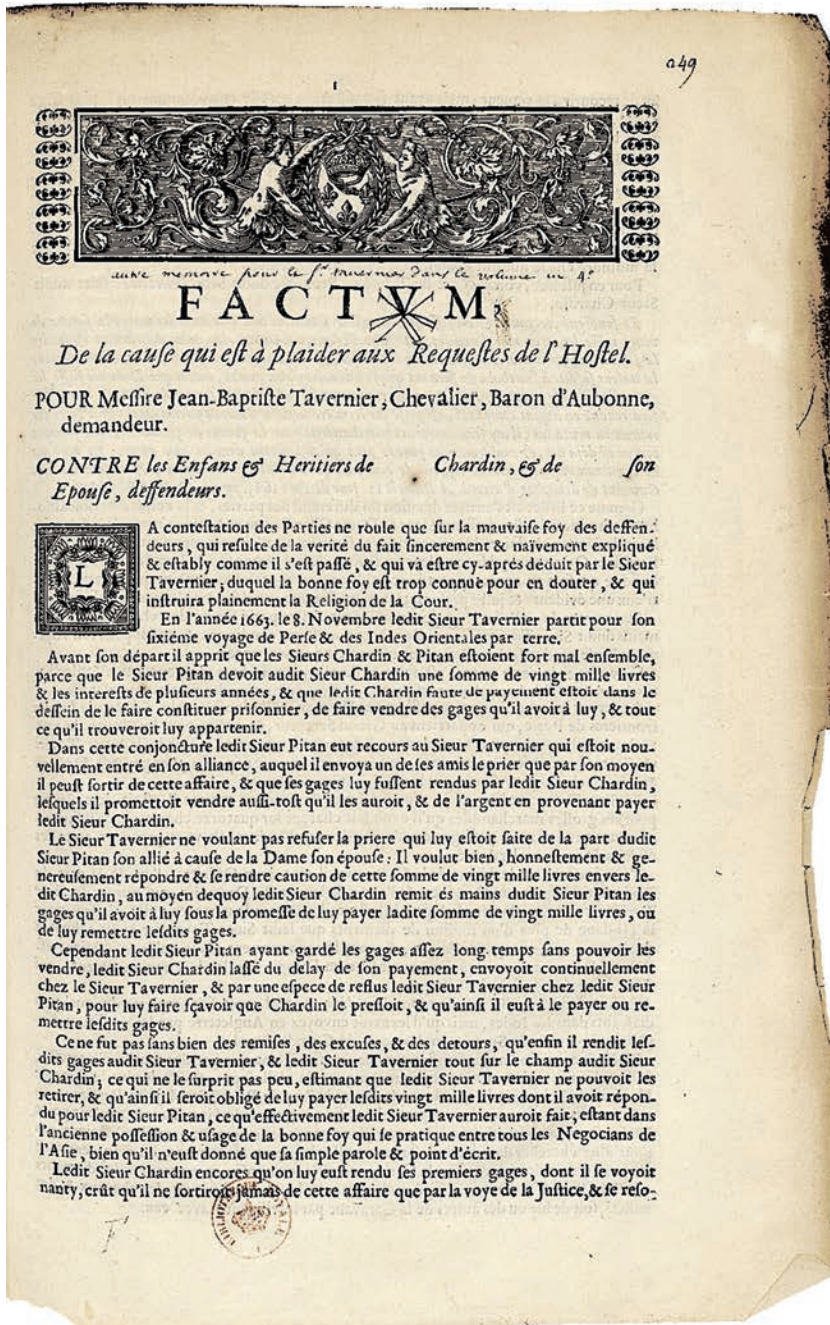 249
1
autre memoire pour le Sr. tavernier dans le volume in 4°
FACTVM,
De la cauſe qui eſt à plaider aux Requeſtes de l'Hoſtel.
POUR Meſſire Jean-Baptiſte Tavernier, Chevalier, Baron d'Aubonne,
demandeur.
CONTRE les Enfans & Heritiers de Chardin, & de ſon
Epouſe, deffendeurs.
LA conteſtation des Parties ne roule que ſur la mauvaiſe foy des deffen-
deurs, qui reſulte de la verité du fait ſincerement & naïvement expliqué
& eſtably comme il s'eſt paſſé, & qui va eſtre cy-aprés déduit par le Sieur
Tavernier; duquel la bonne foy eſt trop connuë pour en douter, & qui
inſtruira plainement la Religion de la Cour.
En l'année 1663. le 8. Novembre ledit Sieur Tavernier partit pour ſon
ſixiéme voyage de Perſe & des Indes Orientales par terre.
Avant ſon départ il apprit que les Sieurs Chardin & Pitan eſtoient fort mal enſemble,
parce que le Sieur Pitan devoit audit Sieur Chardin une ſomme de vingt mille livres
& les intereſts de pluſieurs années, & que ledit Chardin faute de payement eſtoit dans le
deſſein de le faire conſtituer priſonnier, de faire vendre des gages qu'il avoit à luy, & tout
ce qu'il trouveroit luy appartenir.
Dans cette conjoncture ledit Sieur Pitan eut recours au Sieur Tavernier qui eſtoit nou-
vellement entré en ſon alliance, auquel il envoya un de ſes amis le prier que par ſon moyen
il peuſt ſortir de cette affaire, & que ſes gages luy fuſſent rendus par ledit Sieur Chardin,
leſquels il promettoit vendre auſſi-toſt qu'il les auroit, & de l'argent en provenant payer
ledit Sieur Chardin.
Le Sieur Tavernier ne voulant pas refuſer la priere qui luy eſtoit faite de la part dudit
Sieur Pitan ſon allié à cauſe de la Dame ſon épouſe: Il voulut bien, honneſtement & ge-
nereuſement répondre & ſe rendre caution de cette ſomme de vingt mille livres envers le-
dit Chardin, au moyen dequoy ledit Sieur Chardin remit és mains dudit Sieur Pitan les
gages qu'il avoit à luy ſous la promeſſe de luy payer ladite ſomme de vingt mille livres, ou
de luy remettre leſdits gages.
Cependant ledit Sieur Pitan ayant gardé les gages aſſez long temps ſans pouvoir les
vendre, ledit Sieur Chardin laſſé du delay de ſon payement, envoyoit continuellement
chez le Sieur Tavernier, & par une eſpece de reflus ledit Sieur Tavernier chez ledit Sieur
Pitan, pour luy faire ſçavoir que Chardin le preſſoit, & qu'ainſi il euſt à le payer ou re-
mettre leſdits gages.
Ce ne fut pas ſans bien des remiſes, des excuſes, & des detours, qu'enfin il rendit leſ-
dits gages audit Sieur Tavernier, & ledit Sieur Tavernier tout ſur le champ audit Sieur
Chardin; ce qui ne le ſurprit pas peu, eſtimant que ledit Sieur Tavernier ne pouvoit les
retirer, & qu'ainſi il ſeroit obligé de luy payer leſdits vingt mille livres dont il avoit répon-
du pour ledit Sieur Pitan, ce qu'effectivement ledit Sieur Tavernier auroit fait, eſtant dans
l'ancienne poſſeſſion & uſage de la bonne foy qui ſe pratique entre tous les Negocians de
l'Aſie, bien qu'il n'euſt donné que ſa ſimple parole & point d'écrit.
Ledit Sieur Chardin encores qu'on luy euſt rendu ſes premiers gages, dont il ſe voyoit
nanty, crût qu'il ne ſortiroit jamais de cette affaire que par la voye de la Juſtice, & ſe reſo-
F